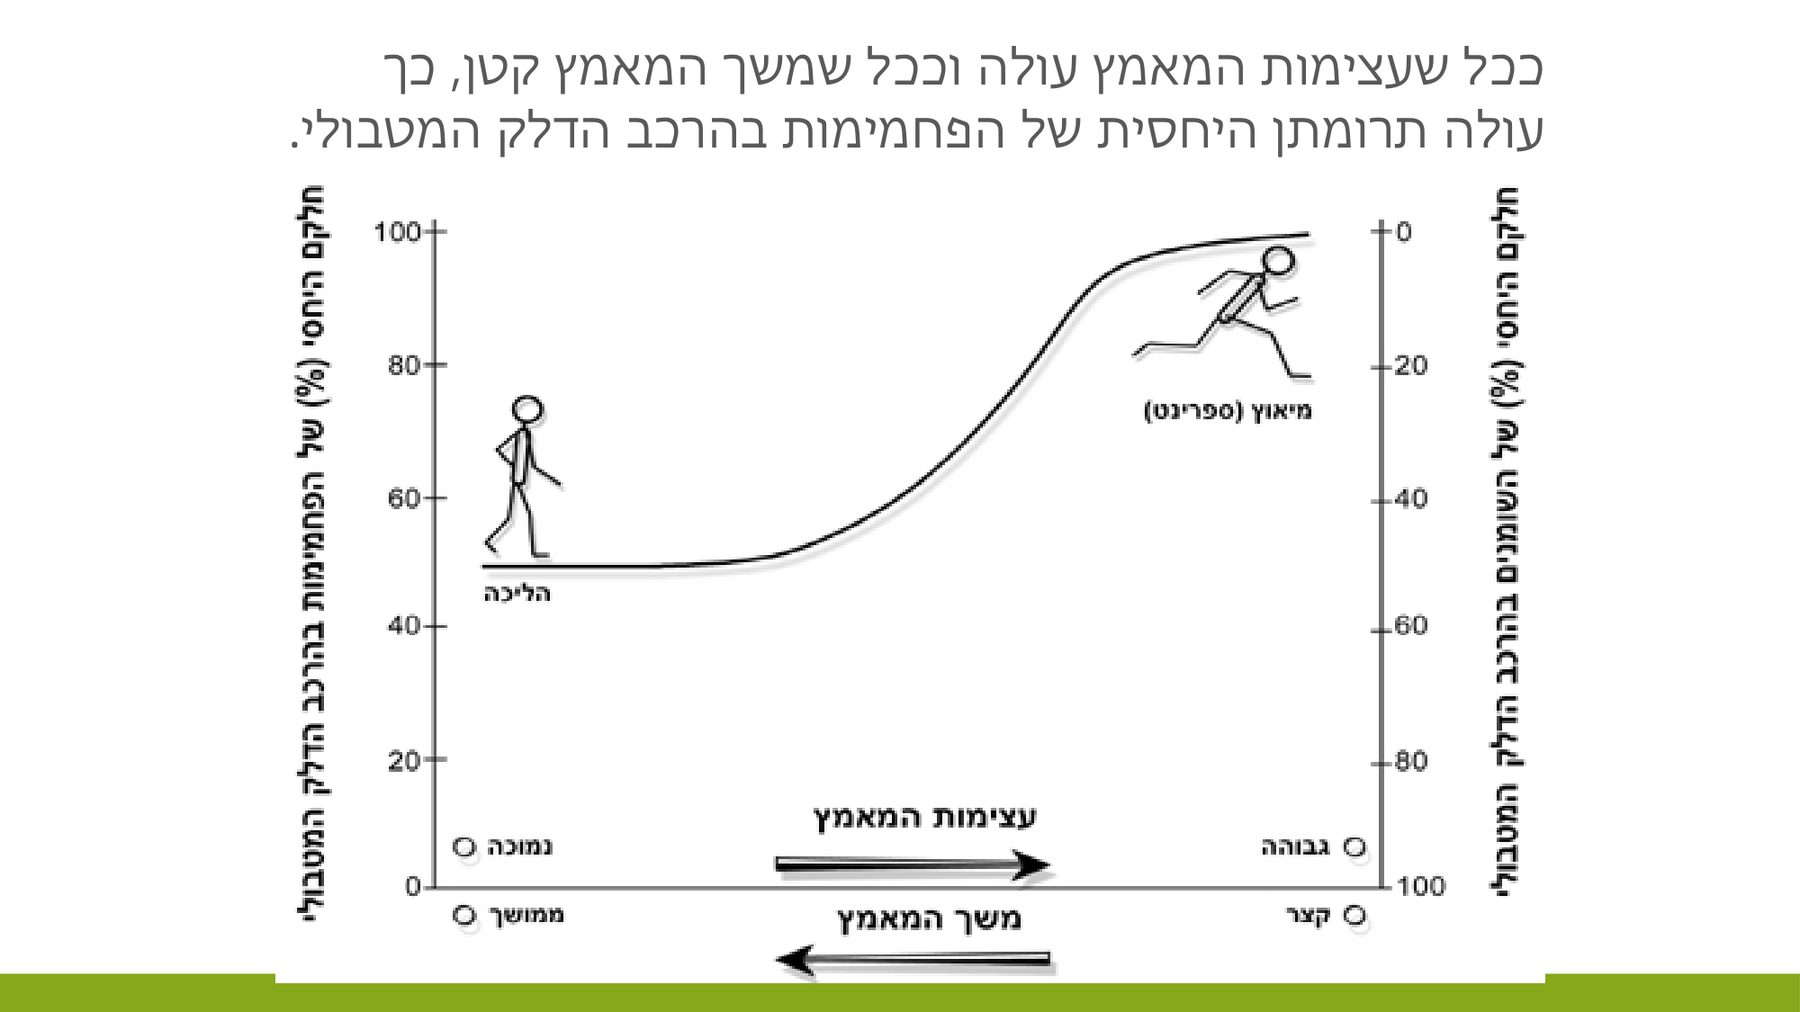 ככל שעצימות המאמץ עולה וככל שמשך המאמץ קטן, כך
עולה תרומתן היחסית של הפחמימות בהרכב הדלק המטבולי.
חלקם היחסי (%) של הפחמימות בהרכב הדלק המטבולי
חלקם היחסי (%) של השומנים בהרכב הדלק המטבולי
100
80
60
40
20
0
0
20
40
60
80
100
מיאוץ (ספרינט)
הליכה
עצימות המאמץ
נמוכה
גבוהה
משך המאמץ
ממושך
קצר